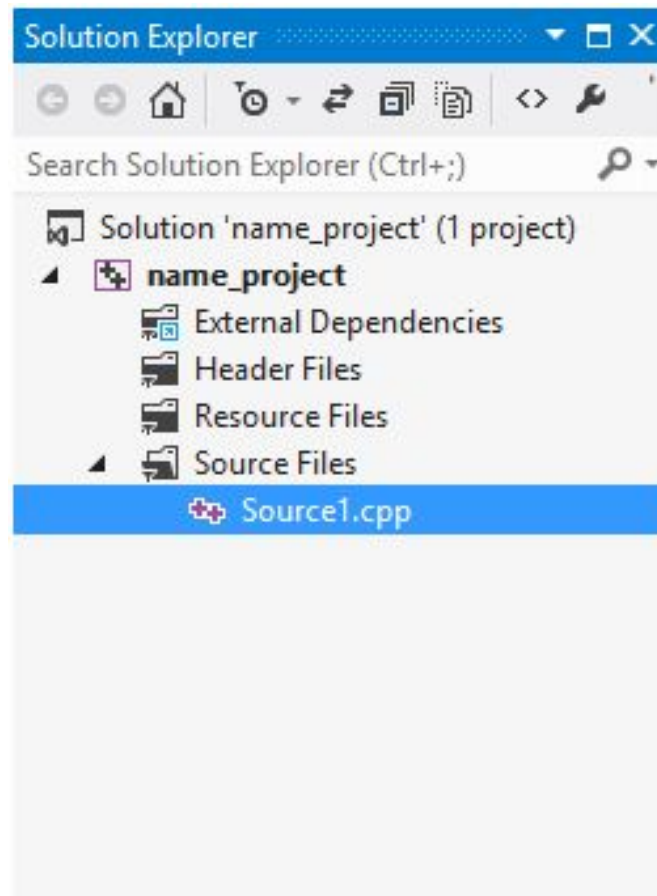 Solution Explorer
Search Solution Explorer (Ctrl+;)
Solution 'name_project' (1 project)
name_project
External Dependencies
Header Files
Resource Files
Source Files
Source1.cpp